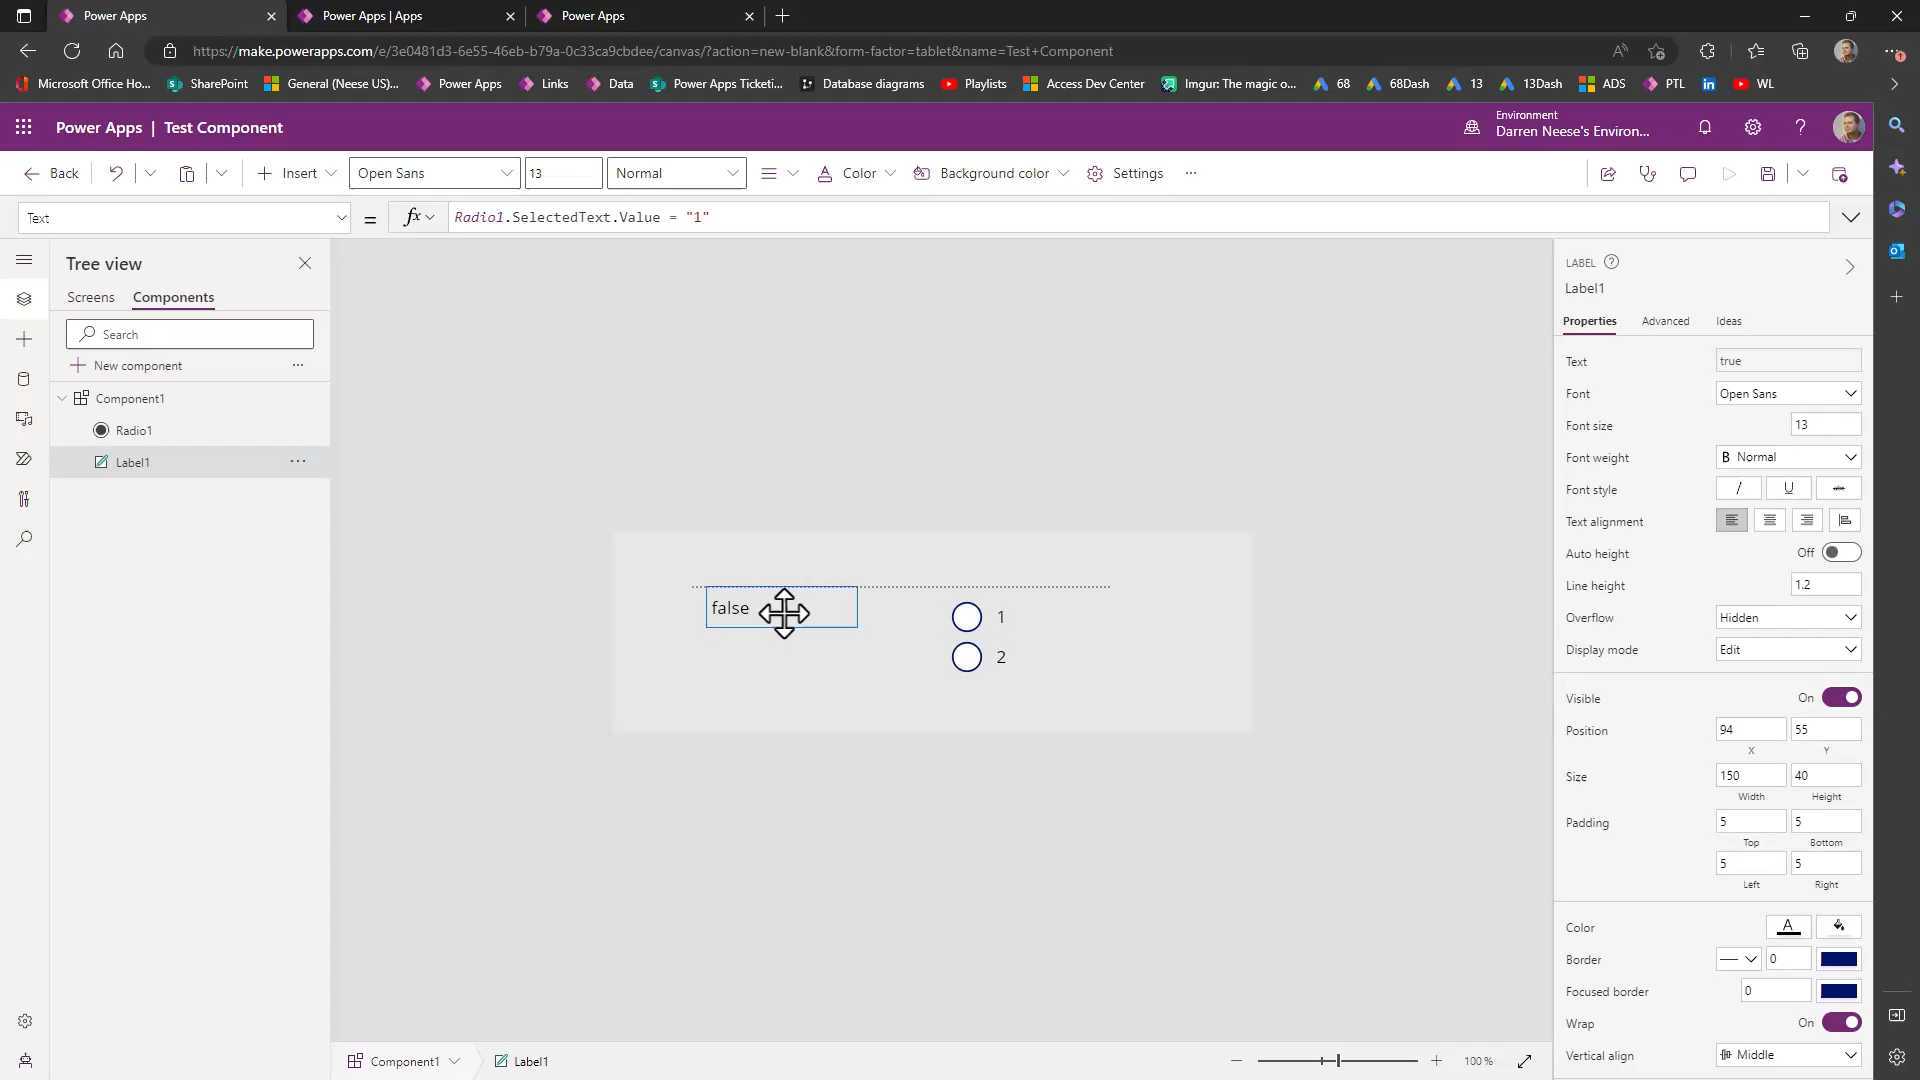 Power Apps
Power Apps | Apps
Power Apps
https://make.powerapps.com/e/3e0481d3-6e55-46eb-b79a-0c33ca9cbdee/canvas/?action=new-blank&form-factor=tablet&name=Test+Component
Microsoft Office Ho...
SharePoint
General (Neese US)...
Power Apps
Links
Data
Power Apps Ticketi...
Database diagrams
Playlists
Access Dev Center
Imgur: The magic o...
68
68Dash
13
13Dash
ADS
PTL
WL
Power Apps | Test Component
Environment
Darren Neese's Environ...
Back
Insert
Open Sans
13
Normal
Color
Background color
Settings
Text
= fx
Radio1.SelectedText.Value = "1"
Tree view
Screens
Components
Search
New component
Component1
Radio1
Label1
false
1
2
LABEL
Label1
Properties
Advanced
Ideas
Text
true
Font
Open Sans
Font size
13
Font weight
B Normal
Font style
/ U abc
Text alignment
Auto height
Off
Line height
1.2
Overflow
Hidden
Display mode
Edit
Visible
On
Position
94
55
X
Y
Size
150
40
Width
Height
Padding
5
5
Top
Bottom
5
5
Left
Right
Color
A
Border
0
Focused border
0
Wrap
On
Vertical align
Middle
Component1
Label1
100 %